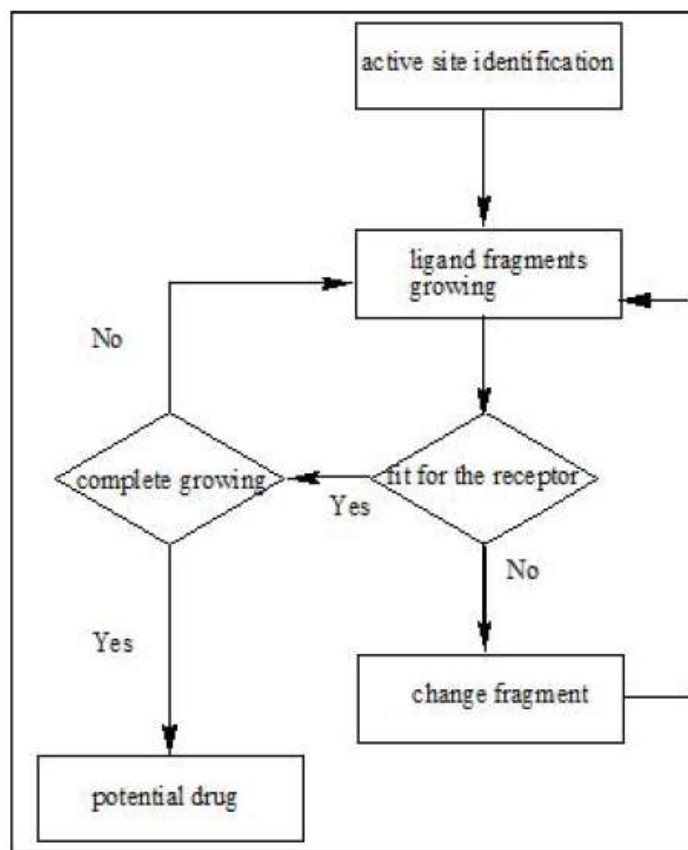 active site identification
ligand fragments
growing
No
complete growing
fit for the receptor
Yes
No
Yes
change fragment
potential drug